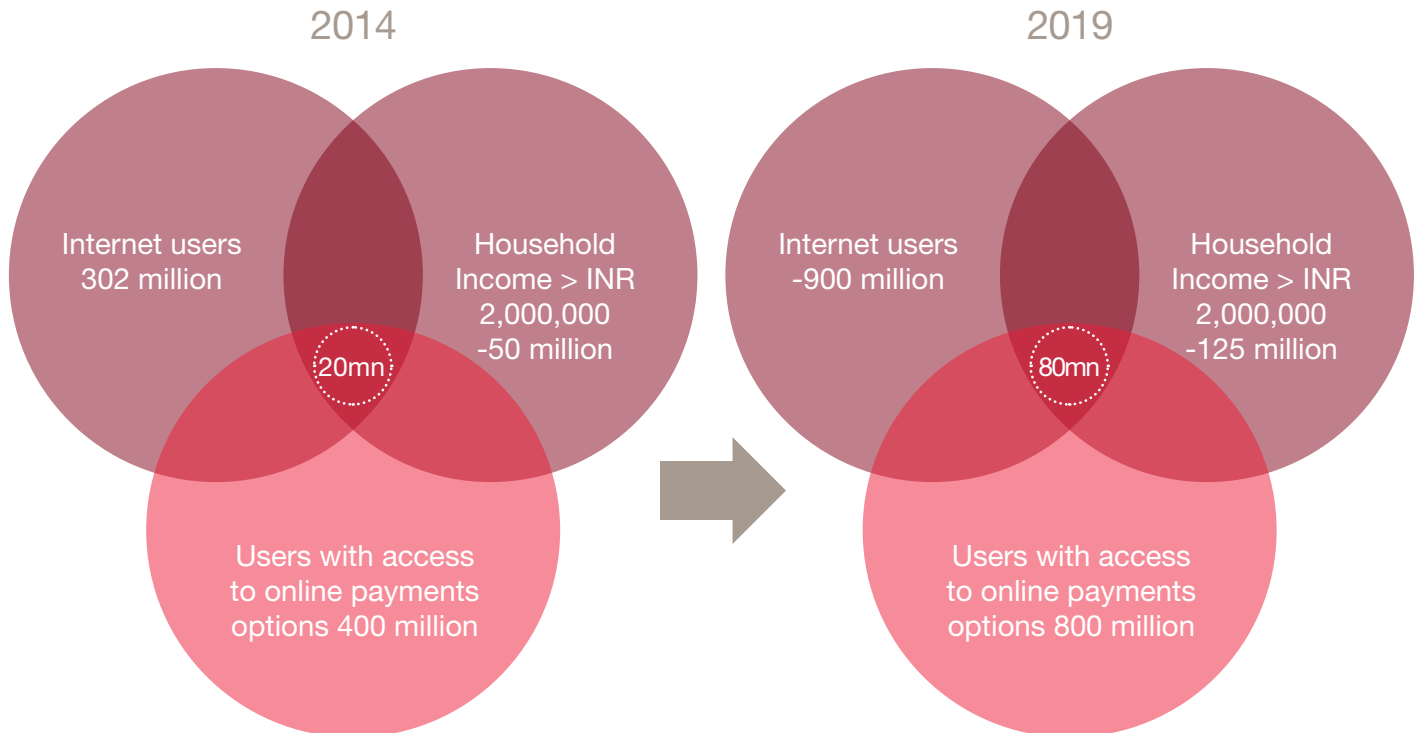 2014
Internet users
302 million
Household
Income > INR
2,000,000
-50 million
20mn
Users with access
to online payments
options 400 million
2019
Internet users
-900 million
Household
Income > INR
2,000,000
-125 million
80mn
Users with access
to online payments
options 800 million